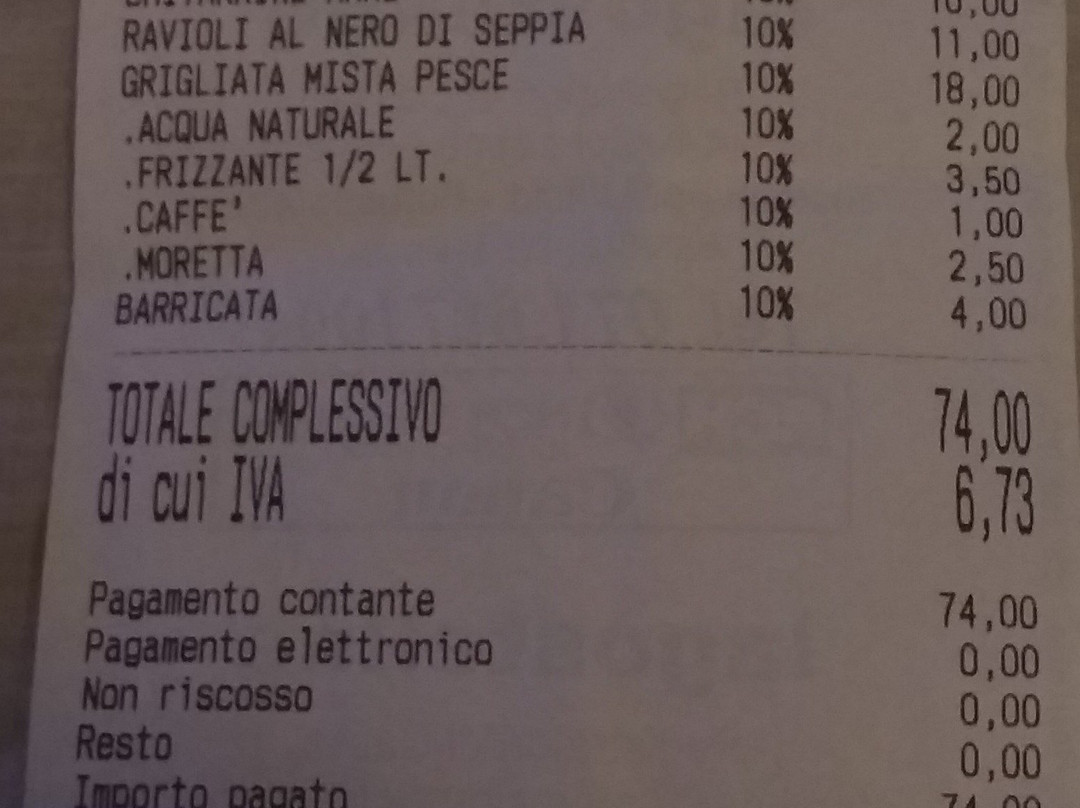 RAVIOLI AL NERO DI SEPPIA 10% 11,00
GRIGLIATA MISTA PESCE 10% 18,00
.ACQUA NATURALE 10% 2,00
.FRIZZANTE 1/2 LT. 10% 3,50
.CAFFE' 10% 1,00
.MORETTA 10% 2,50
BARRICATA 10% 4,00
TOTALE COMPLESSIVO 74,00
di cui IVA 6,73
Pagamento contante 74,00
Pagamento elettronico 0,00
Non riscosso 0,00
Resto 0,00
Importo pagato 74,00